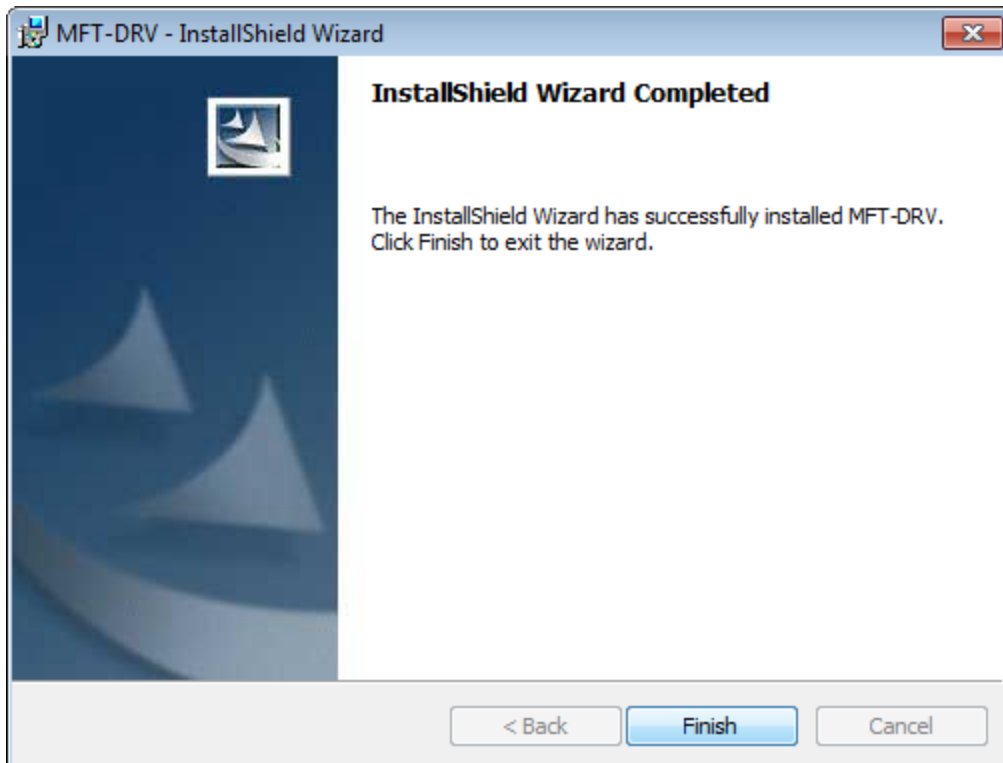 MFT-DRV - InstallShield Wizard
InstallShield Wizard Completed
The InstallShield Wizard has successfully installed MFT-DRV.
Click Finish to exit the wizard.
< Back
Finish
Cancel